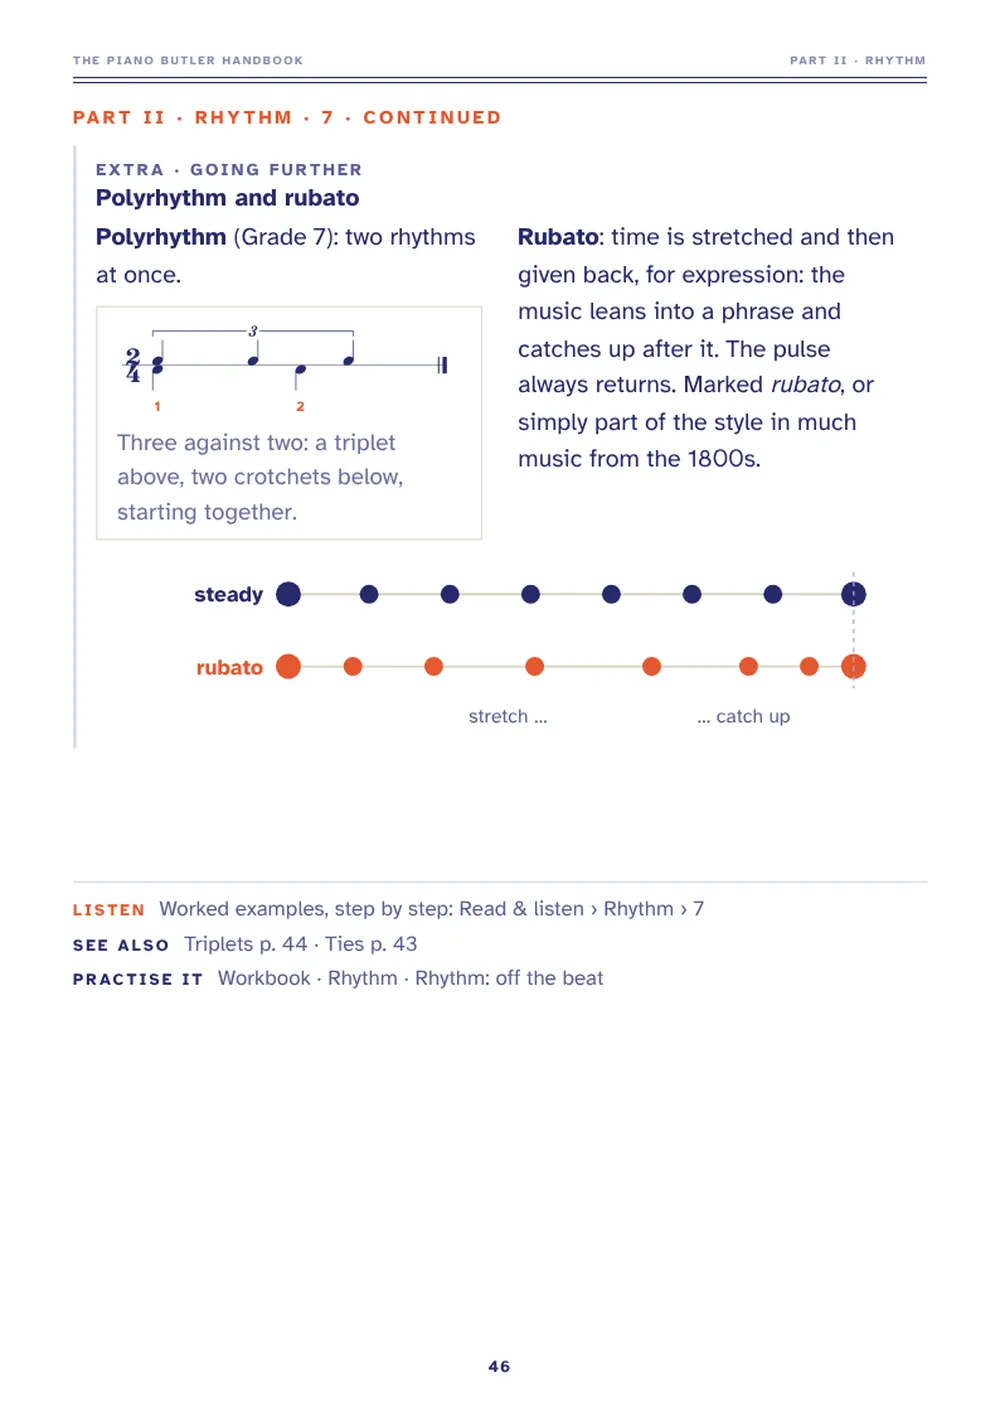 THE PIANO BUTLER HANDBOOK
PART II · RHYTHM
PART II · RHYTHM · 7 · CONTINUED
EXTRA · GOING FURTHER
Polyrhythm and rubato
Polyrhythm (Grade 7): two rhythms
at once.
3
2
4
1 2
Three against two: a triplet
above, two crotchets below,
starting together.
Rubato: time is stretched and then
given back, for expression: the
music leans into a phrase and
catches up after it. The pulse
always returns. Marked rubato, or
simply part of the style in much
music from the 1800s.
steady
rubato
stretch ... ... catch up
LISTEN Worked examples, step by step: Read & listen › Rhythm › 7
SEE ALSO Triplets p. 44 · Ties p. 43
PRACTISE IT Workbook · Rhythm · Rhythm: off the beat
46